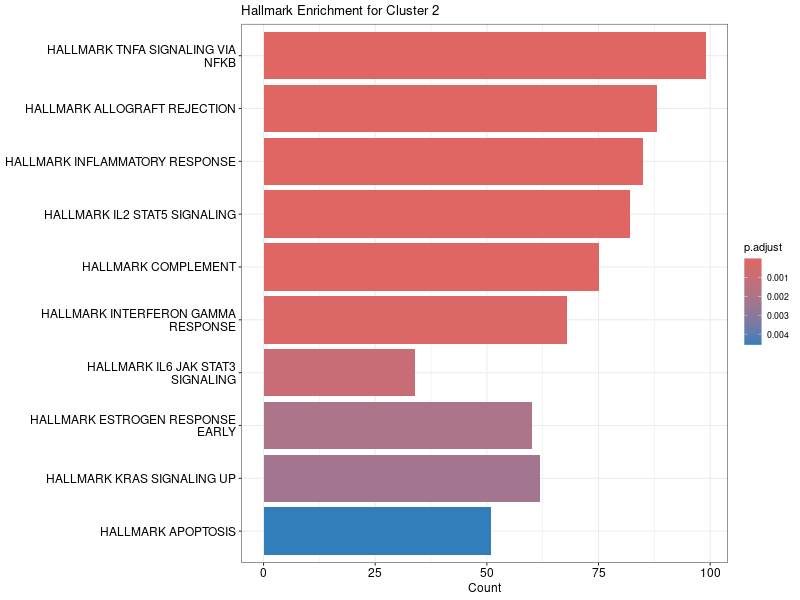 Hallmark Enrichment for Cluster 2
HALLMARK TNFA SIGNALING VIA
NFKB
HALLMARK ALLOGRAFT REJECTION
HALLMARK INFLAMMATORY RESPONSE
HALLMARK IL2 STAT5 SIGNALING
HALLMARK COMPLEMENT
HALLMARK INTERFERON GAMMA
RESPONSE
HALLMARK IL6 JAK STAT3
SIGNALING
HALLMARK ESTROGEN RESPONSE
EARLY
HALLMARK KRAS SIGNALING UP
HALLMARK APOPTOSIS
0 25 50 75 100
Count
p.adjust
0.001
0.002
0.003
0.004